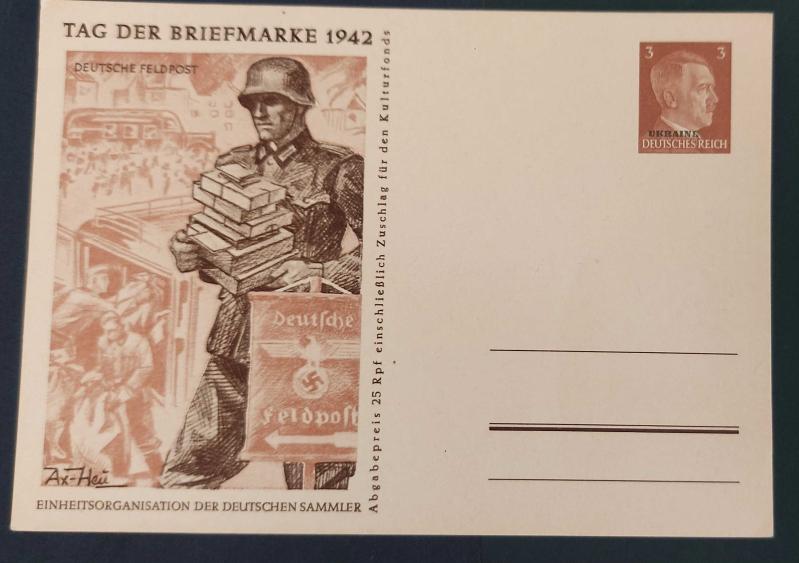 TAG DER BRIEFMARKE 1942
DEUTSCHE FELDPOST
Deutsche
Feldpost
Ax-Heu
EINHEITSORGANISATION DER DEUTSCHEN SAMMLER
Abgabepreis 25 Rpf einschließlich Zuschlag für den Kulturfonds
3 3
UKRAINE
DEUTSCHES REICH